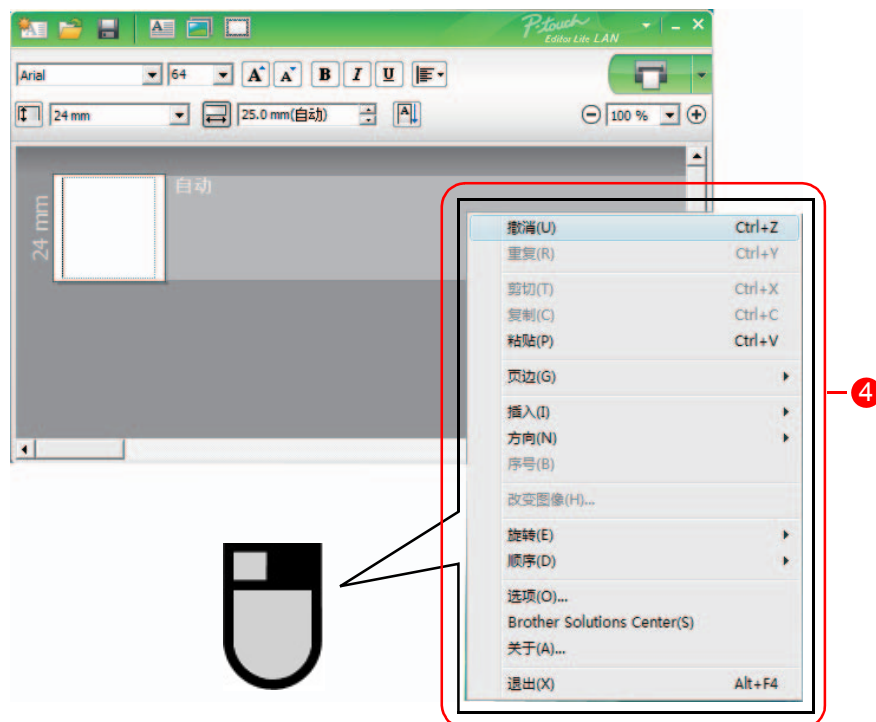 P-touch
Editor Lite LAN
Arial 64 A A B I U
24 mm 25.0 mm(自动) A 100 %
24 mm
自动
撤消(U) Ctrl+Z
重复(R) Ctrl+Y
剪切(T) Ctrl+X
复制(C) Ctrl+C
粘贴(P) Ctrl+V
页边(G)
插入(I)
方向(N)
序号(B)
改变图像(H)...
旋转(E)
顺序(D)
选项(O)...
Brother Solutions Center(S)
关于(A)...
退出(X) Alt+F4
4